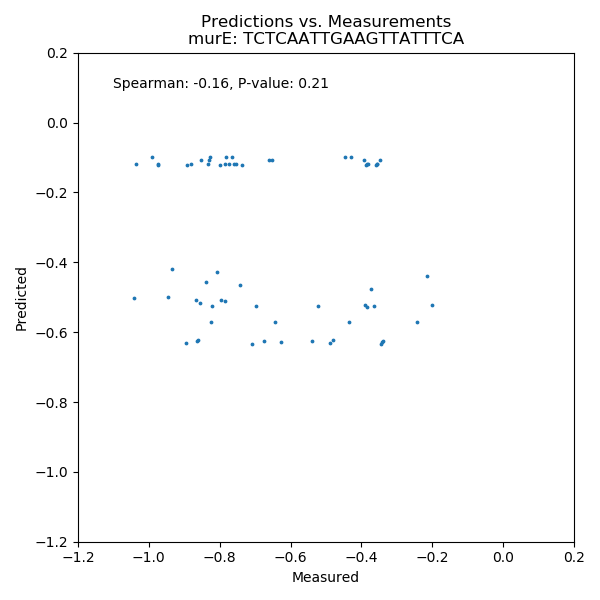 Predictions vs. Measurements
murE: TCTCAATTGAAGTTATTTCA
Spearman: -0.16, P-value: 0.21
0.2
0.0
−0.2
−0.4
−0.6
−0.8
−1.0
−1.2
Predicted
−1.2 −1.0 −0.8 −0.6 −0.4 −0.2 0.0 0.2
Measured